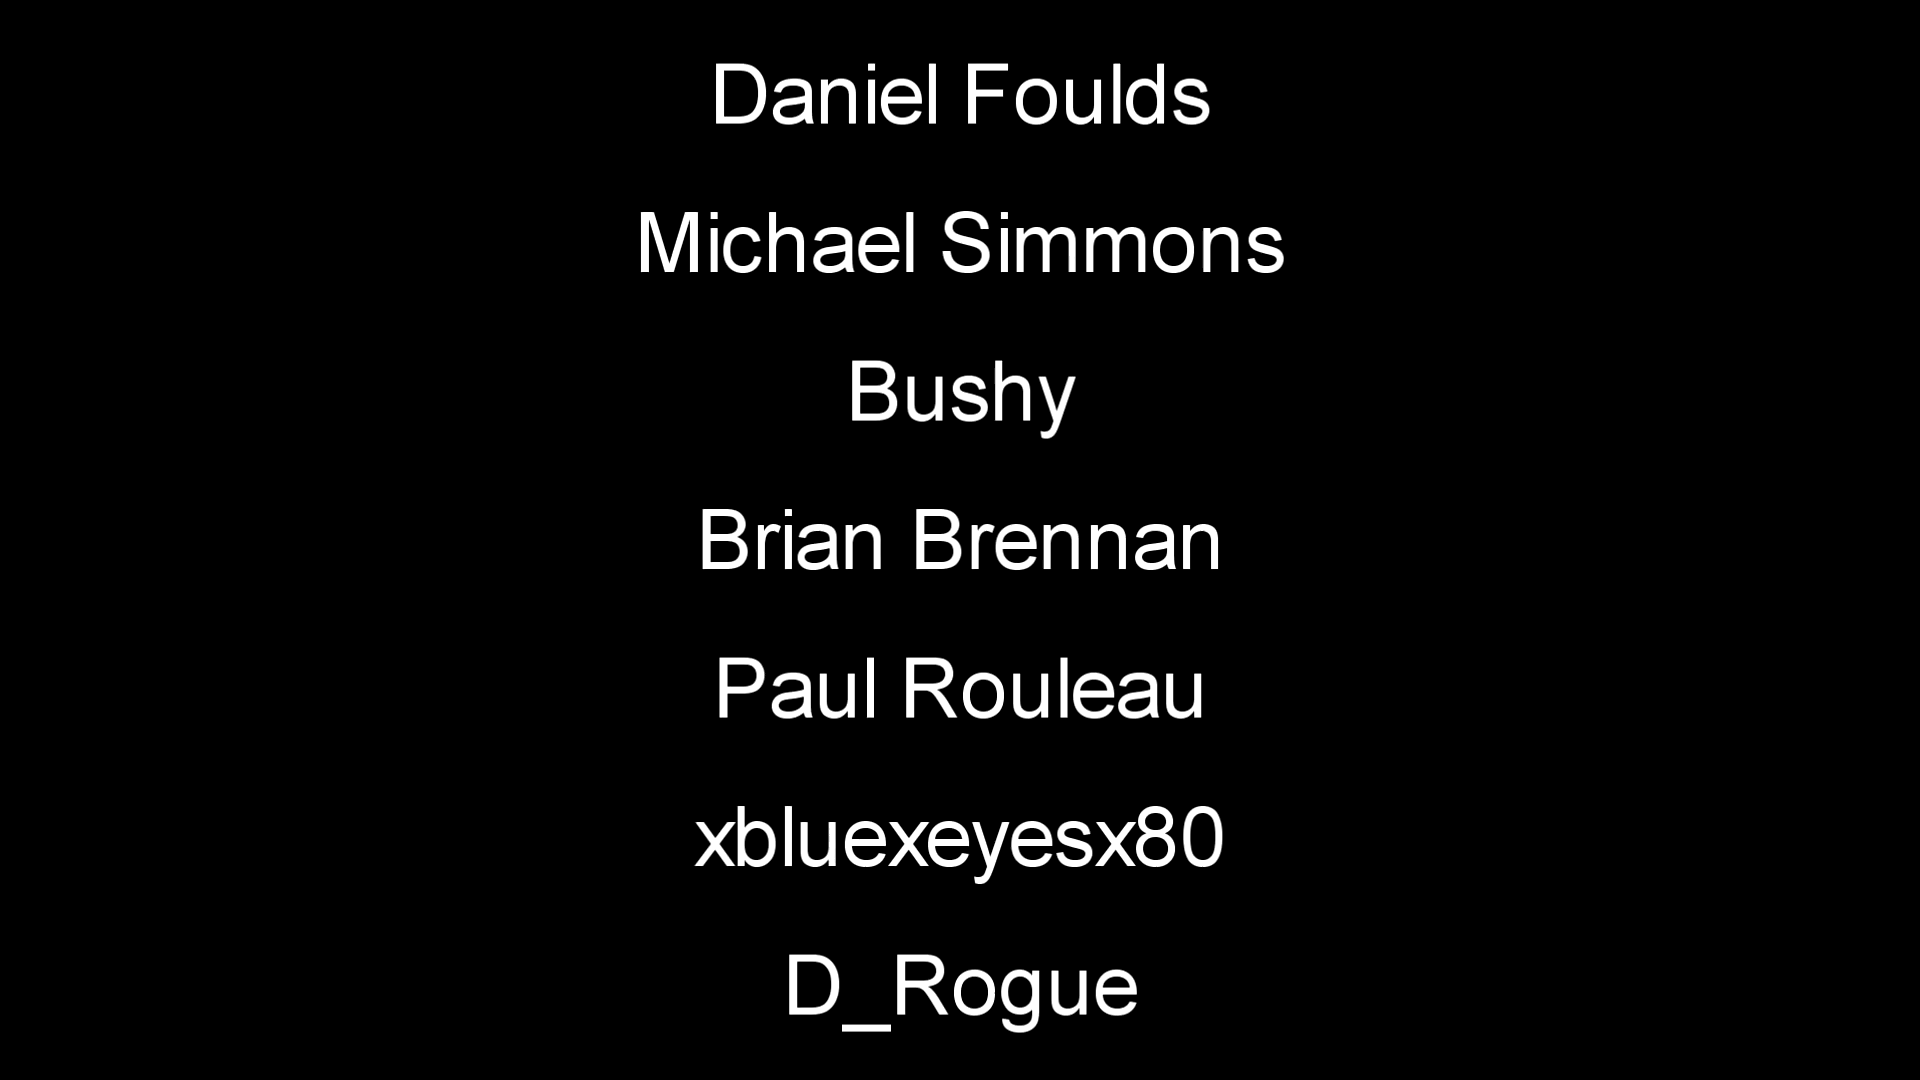 Daniel Foulds
Michael Simmons
Bushy
Brian Brennan
Paul Rouleau
xbluexeyesx80
D_Rogue